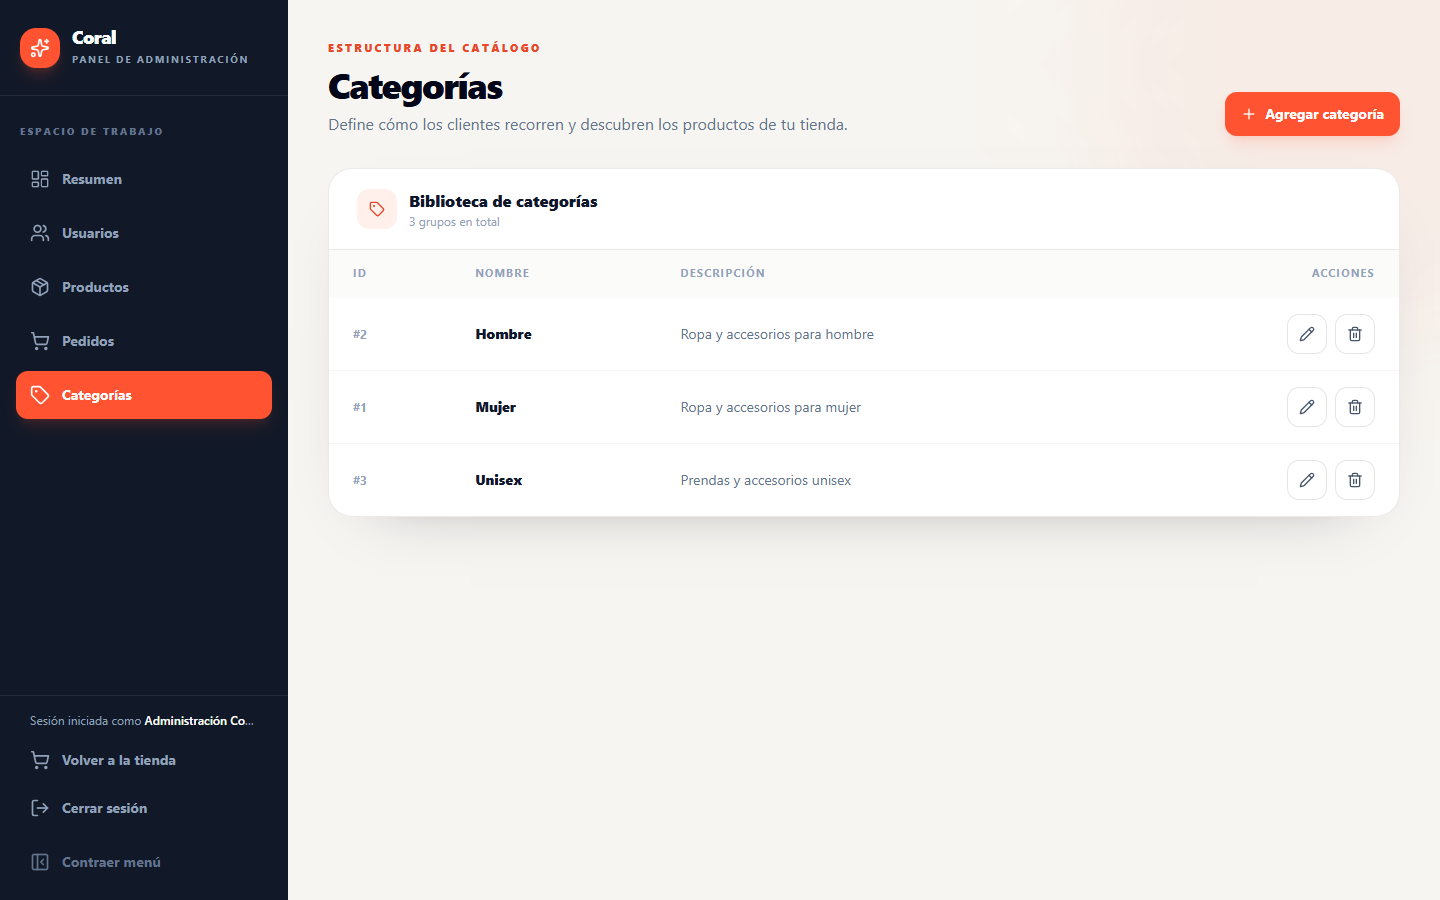 Coral
PANEL DE ADMINISTRACIÓN
ESPACIO DE TRABAJO
Resumen
Usuarios
Productos
Pedidos
Categorías
Sesión iniciada como Administración Co...
Volver a la tienda
Cerrar sesión
Contraer menú
ESTRUCTURA DEL CATÁLOGO
Categorías
Define cómo los clientes recorren y descubren los productos de tu tienda.
Agregar categoría
Biblioteca de categorías
3 grupos en total
ID NOMBRE DESCRIPCIÓN ACCIONES
#2 Hombre Ropa y accesorios para hombre
#1 Mujer Ropa y accesorios para mujer
#3 Unisex Prendas y accesorios unisex